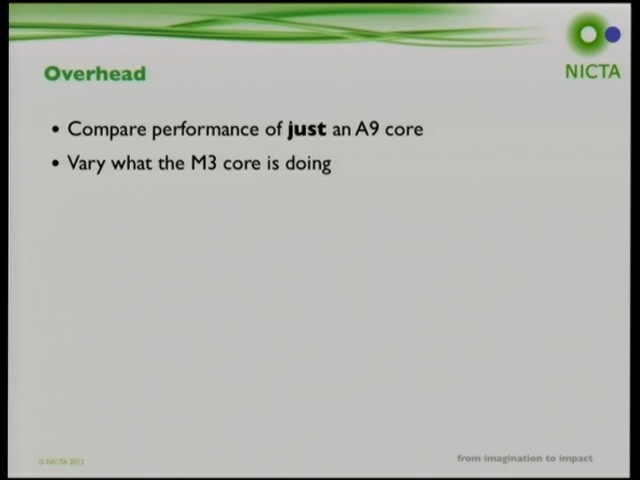 NICTA
Overhead
• Compare performance of just an A9 core
• Vary what the M3 core is doing
© NICTA 2012
from imagination to impact